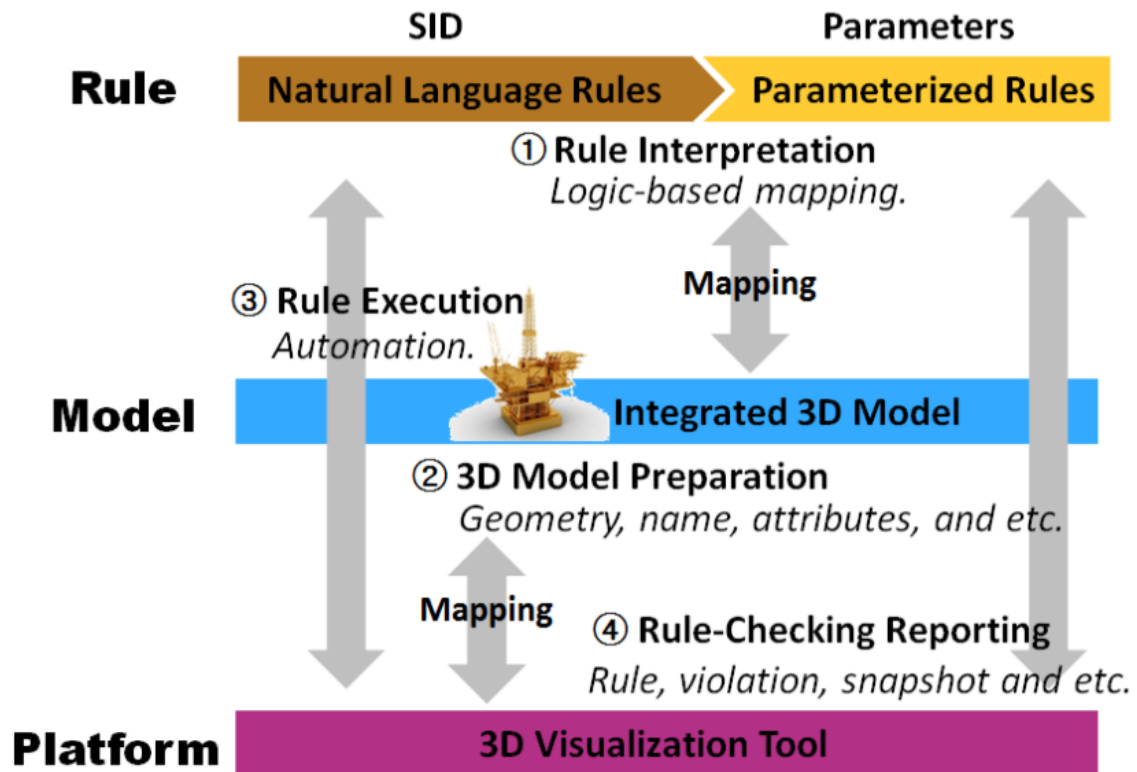 SID
Parameters
Rule
Natural Language Rules
Parameterized Rules
① Rule Interpretation
Logic-based mapping.
Mapping
③ Rule Execution
Automation.
Model
Integrated 3D Model
② 3D Model Preparation
Geometry, name, attributes, and etc.
Mapping
④ Rule-Checking Reporting
Rule, violation, snapshot and etc.
Platform
3D Visualization Tool